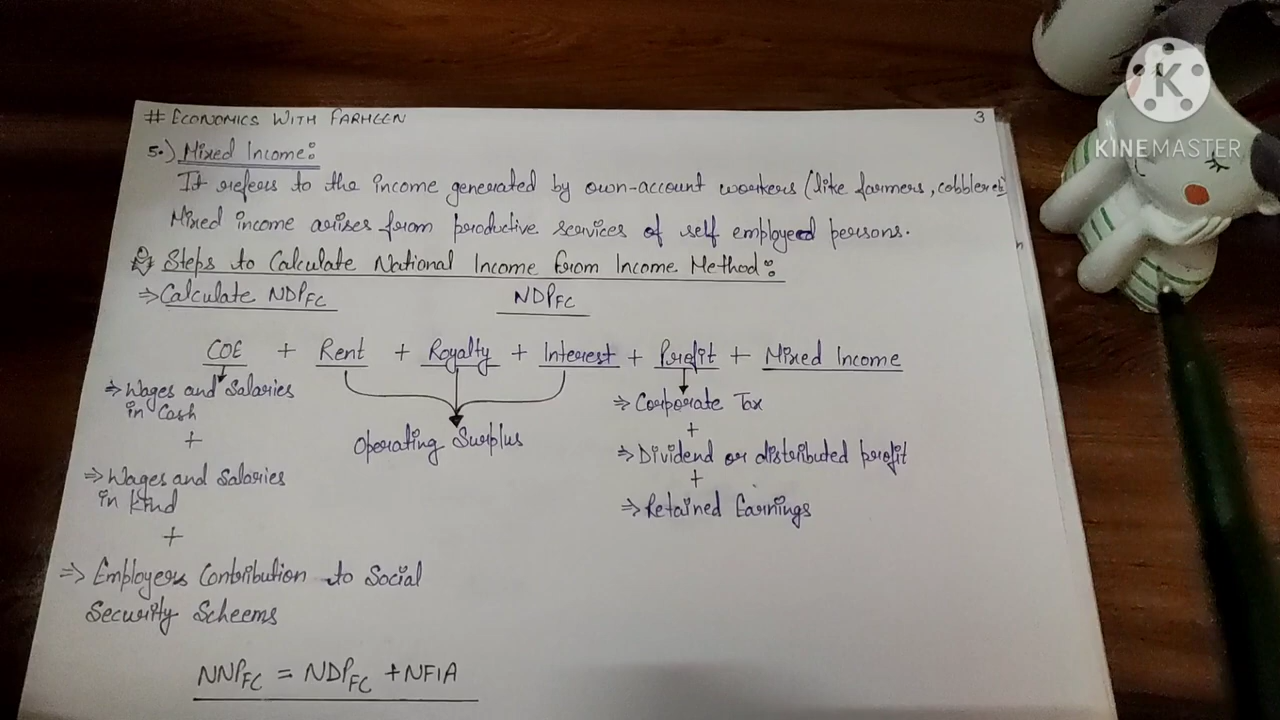 # ECONOMICS WITH FARHEEN 3
5.) Mixed Income:
It refers to the income generated by own-account workers (like farmers, cobbler etc)
Mixed income arises from productive services of self employeed persons.
Steps to Calculate National Income from Income Method:
⇒ Calculate NDPFC NDPFC
COE + Rent + Royalty + Interest + Profit + Mixed Income
⇒ Wages and Salaries
in Cash
+
⇒ Wages and Salaries
in Kind
+
⇒ Employers Contribution to Social
Security Scheems
Operating Surplus
⇒ Corporate Tax
+
⇒ Dividend or distributed profit
+
⇒ Retained Earnings
NNPFC = NDPFC + NFIA
K
KINEMASTER